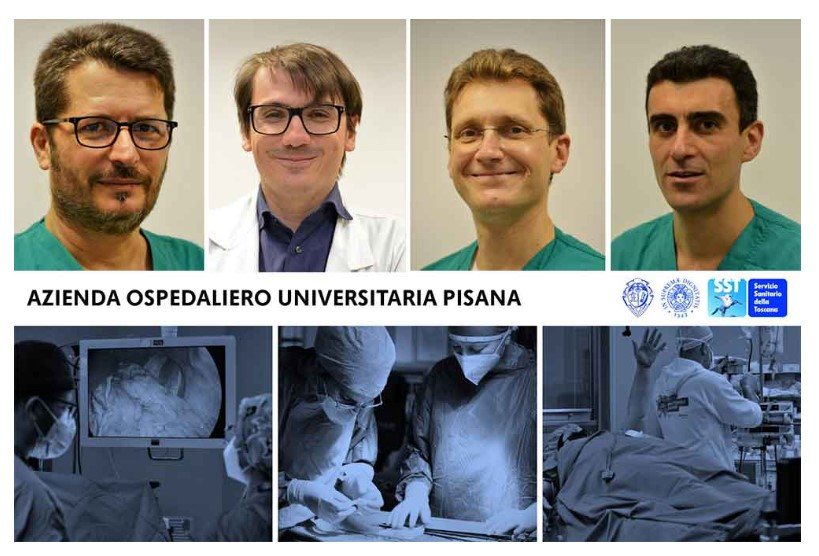 AZIENDA OSPEDALIERO UNIVERSITARIA PISANA
SST
Servizio
Sanitario
della
Toscana